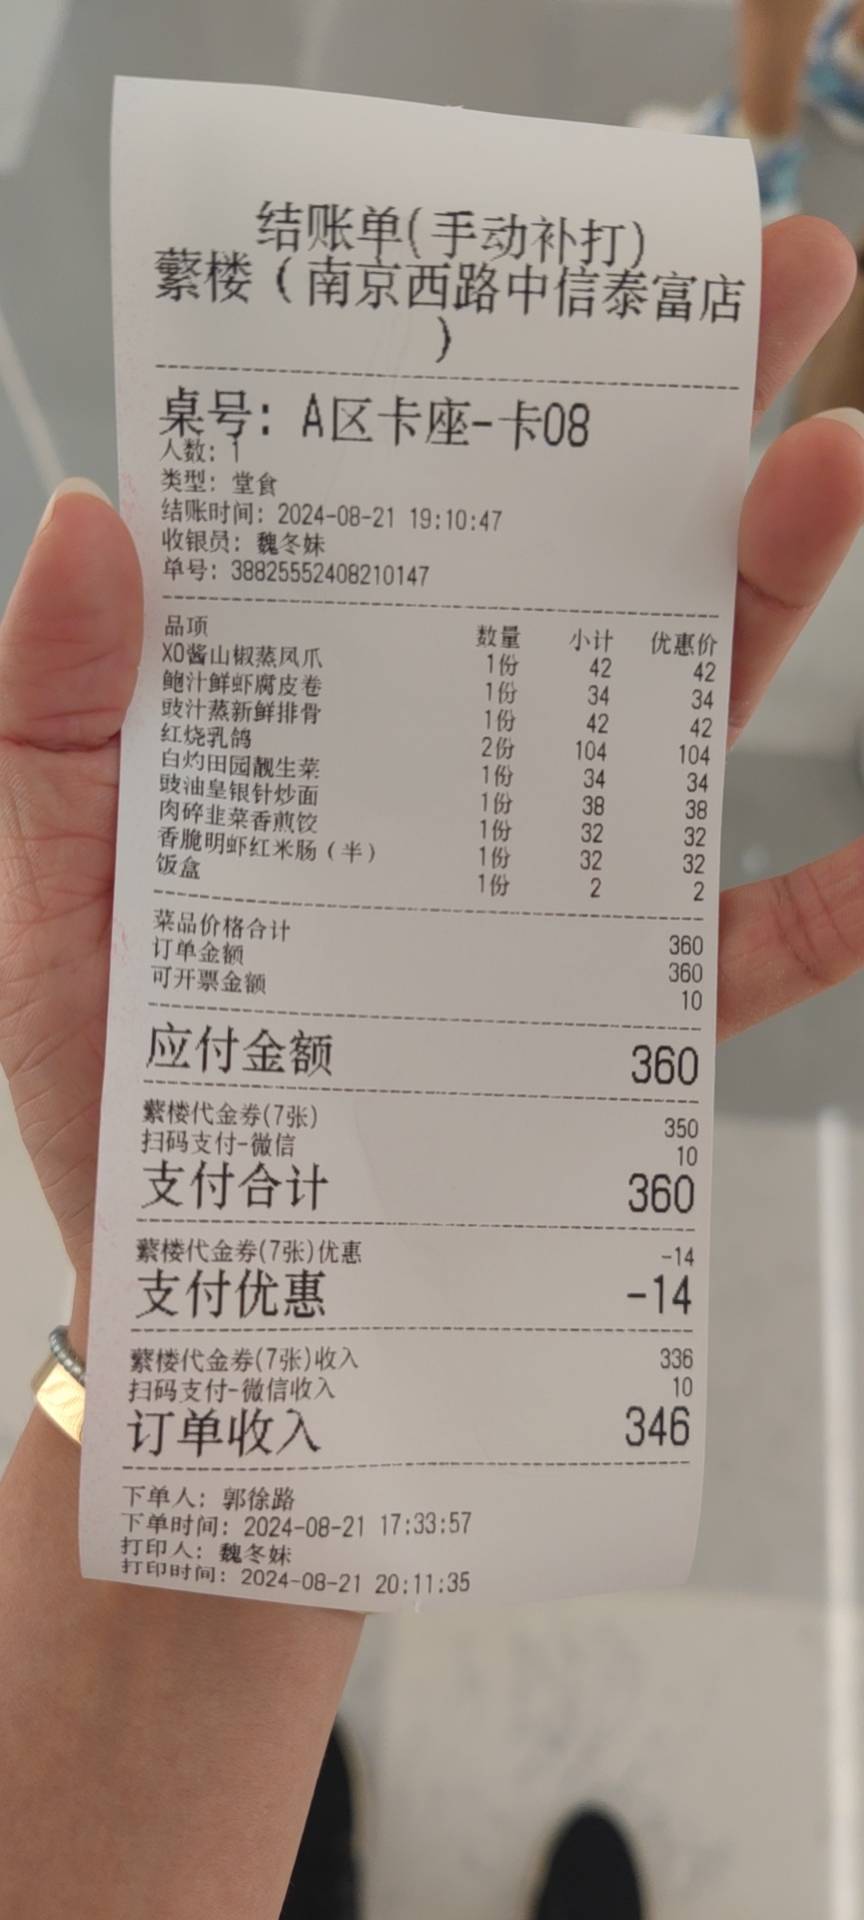 结账单(手动补打)
蘩楼（南京西路中信泰富店
）
桌号: A区卡座-卡08
人数: 1
类型: 堂食
结账时间: 2024-08-21 19:10:47
收银员: 魏冬妹
单号: 38825552408210147
品项 数量 小计 优惠价
XO酱山椒蒸凤爪 1份 42 42
鲍汁鲜虾腐皮卷 1份 34 34
豉汁蒸新鲜排骨 1份 42 42
红烧乳鸽 2份 104 104
白灼田园靓生菜 1份 34 34
豉油皇银针炒面 1份 38 38
肉碎韭菜香煎饺 1份 32 32
香脆明虾红米肠（半） 1份 32 32
饭盒 1份 2 2
菜品价格合计 360
订单金额 360
可开票金额 10
应付金额 360
蘩楼代金券(7张) 350
扫码支付-微信 10
支付合计 360
蘩楼代金券(7张)优惠 -14
支付优惠 -14
蘩楼代金券(7张)收入 336
扫码支付-微信收入 10
订单收入 346
下单人: 郭徐路
下单时间: 2024-08-21 17:33:57
打印人: 魏冬妹
打印时间: 2024-08-21 20:11:35